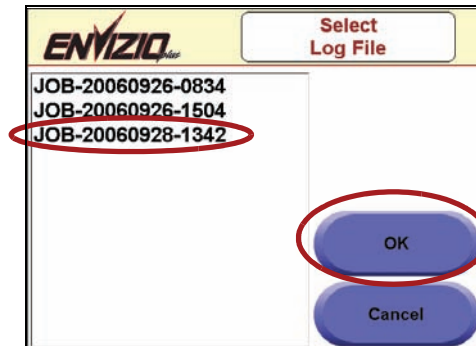 ENVIZIO plus
Select
Log File
JOB-20060926-0834
JOB-20060926-1504
JOB-20060928-1342
OK
Cancel